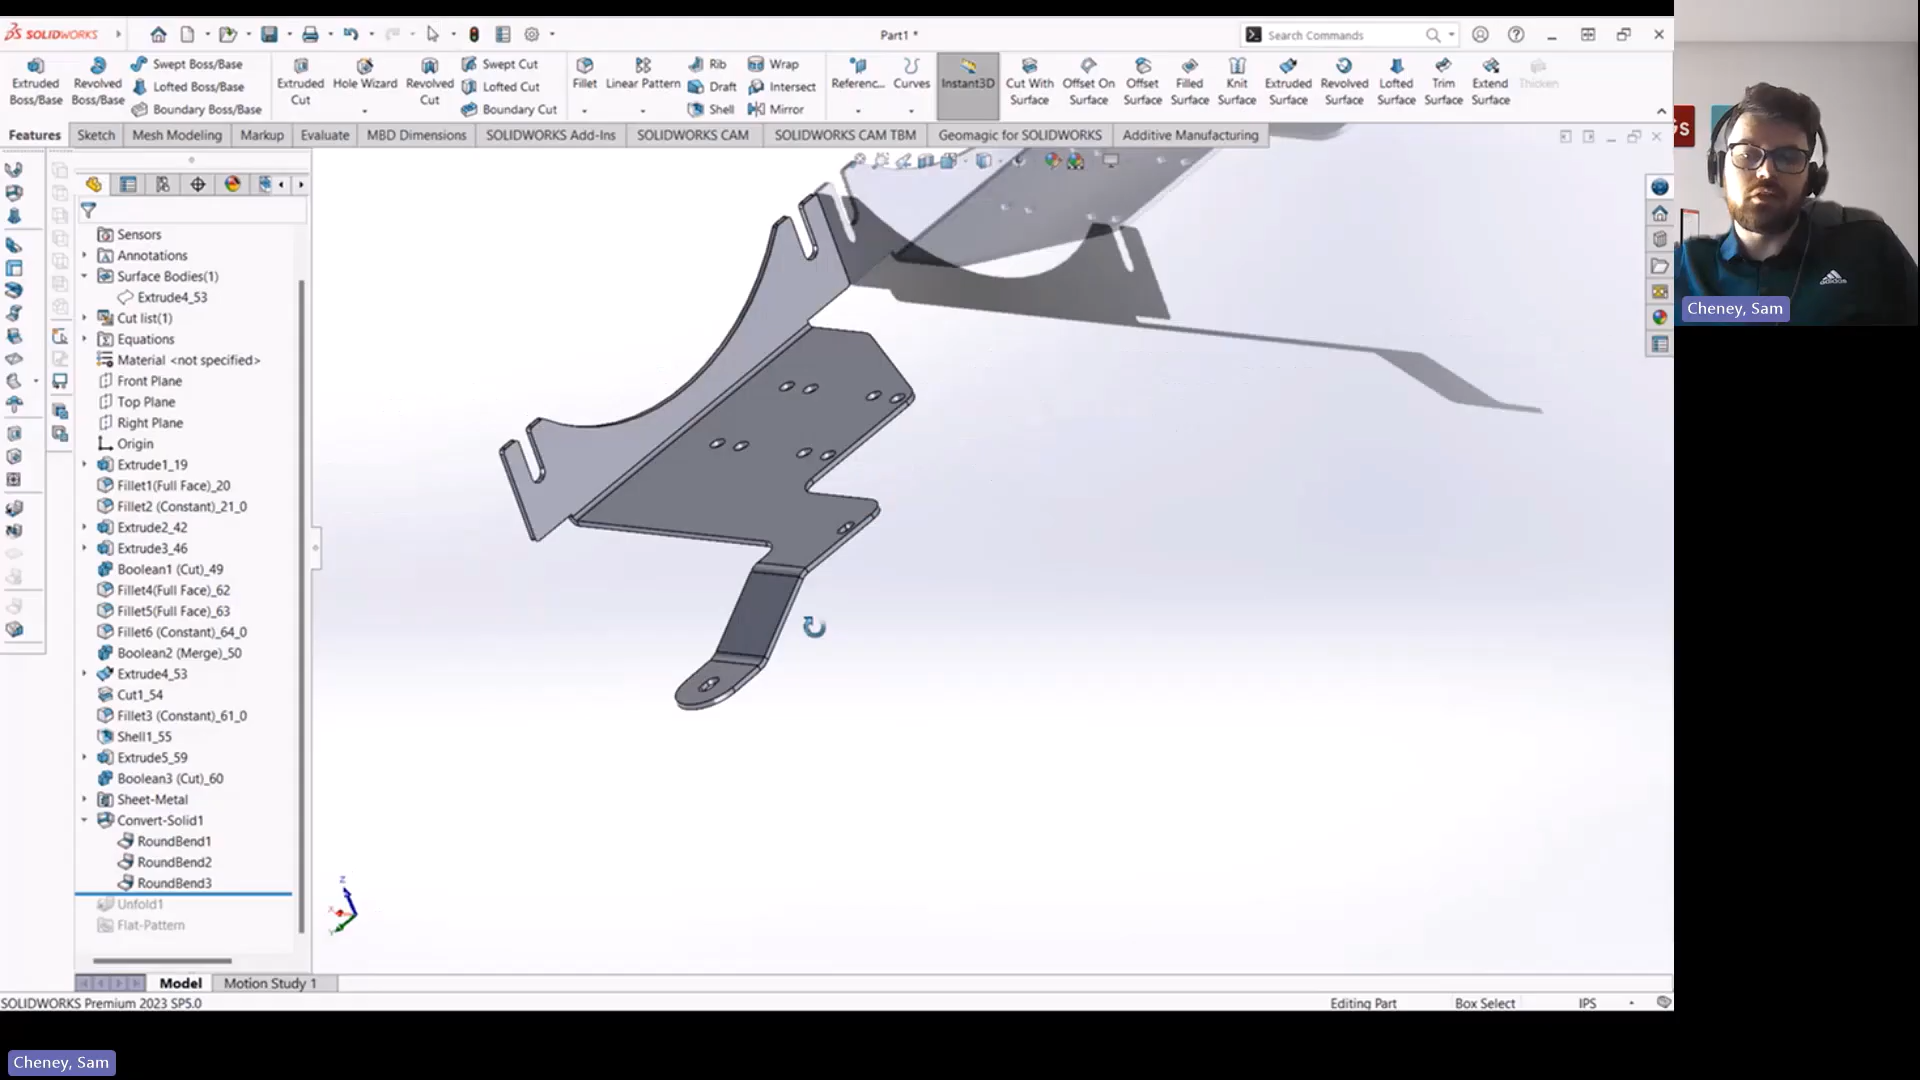 SOLIDWORKS
Part1 *
Search Commands
Extruded Boss/Base
Revolved Boss/Base
Swept Boss/Base
Lofted Boss/Base
Boundary Boss/Base
Extruded Cut
Hole Wizard
Revolved Cut
Swept Cut
Lofted Cut
Boundary Cut
Fillet
Linear Pattern
Rib
Draft
Shell
Wrap
Intersect
Mirror
Referenc...
Curves
Instant3D
Cut With Surface
Offset On Surface
Offset Surface
Filled Surface
Knit Surface
Extruded Surface
Revolved Surface
Lofted Surface
Trim Surface
Extend Surface
Thicken
Features
Sketch
Mesh Modeling
Markup
Evaluate
MBD Dimensions
SOLIDWORKS Add-Ins
SOLIDWORKS CAM
SOLIDWORKS CAM TBM
Geomagic for SOLIDWORKS
Additive Manufacturing
Sensors
Annotations
Surface Bodies(1)
Extrude4_53
Cut list(1)
Equations
Material <not specified>
Front Plane
Top Plane
Right Plane
Origin
Extrude1_19
Fillet1(Full Face)_20
Fillet2 (Constant)_21_0
Extrude2_42
Extrude3_46
Boolean1 (Cut)_49
Fillet4(Full Face)_62
Fillet5(Full Face)_63
Fillet6 (Constant)_64_0
Boolean2 (Merge)_50
Extrude4_53
Cut1_54
Fillet3 (Constant)_61_0
Shell1_55
Extrude5_59
Boolean3 (Cut)_60
Sheet-Metal
Convert-Solid1
RoundBend1
RoundBend2
RoundBend3
Unfold1
Flat-Pattern
Z
X
Y
Model
Motion Study 1
SOLIDWORKS Premium 2023 SP5.0
Editing Part
Box Select
IPS
adidas
Cheney, Sam
Cheney, Sam